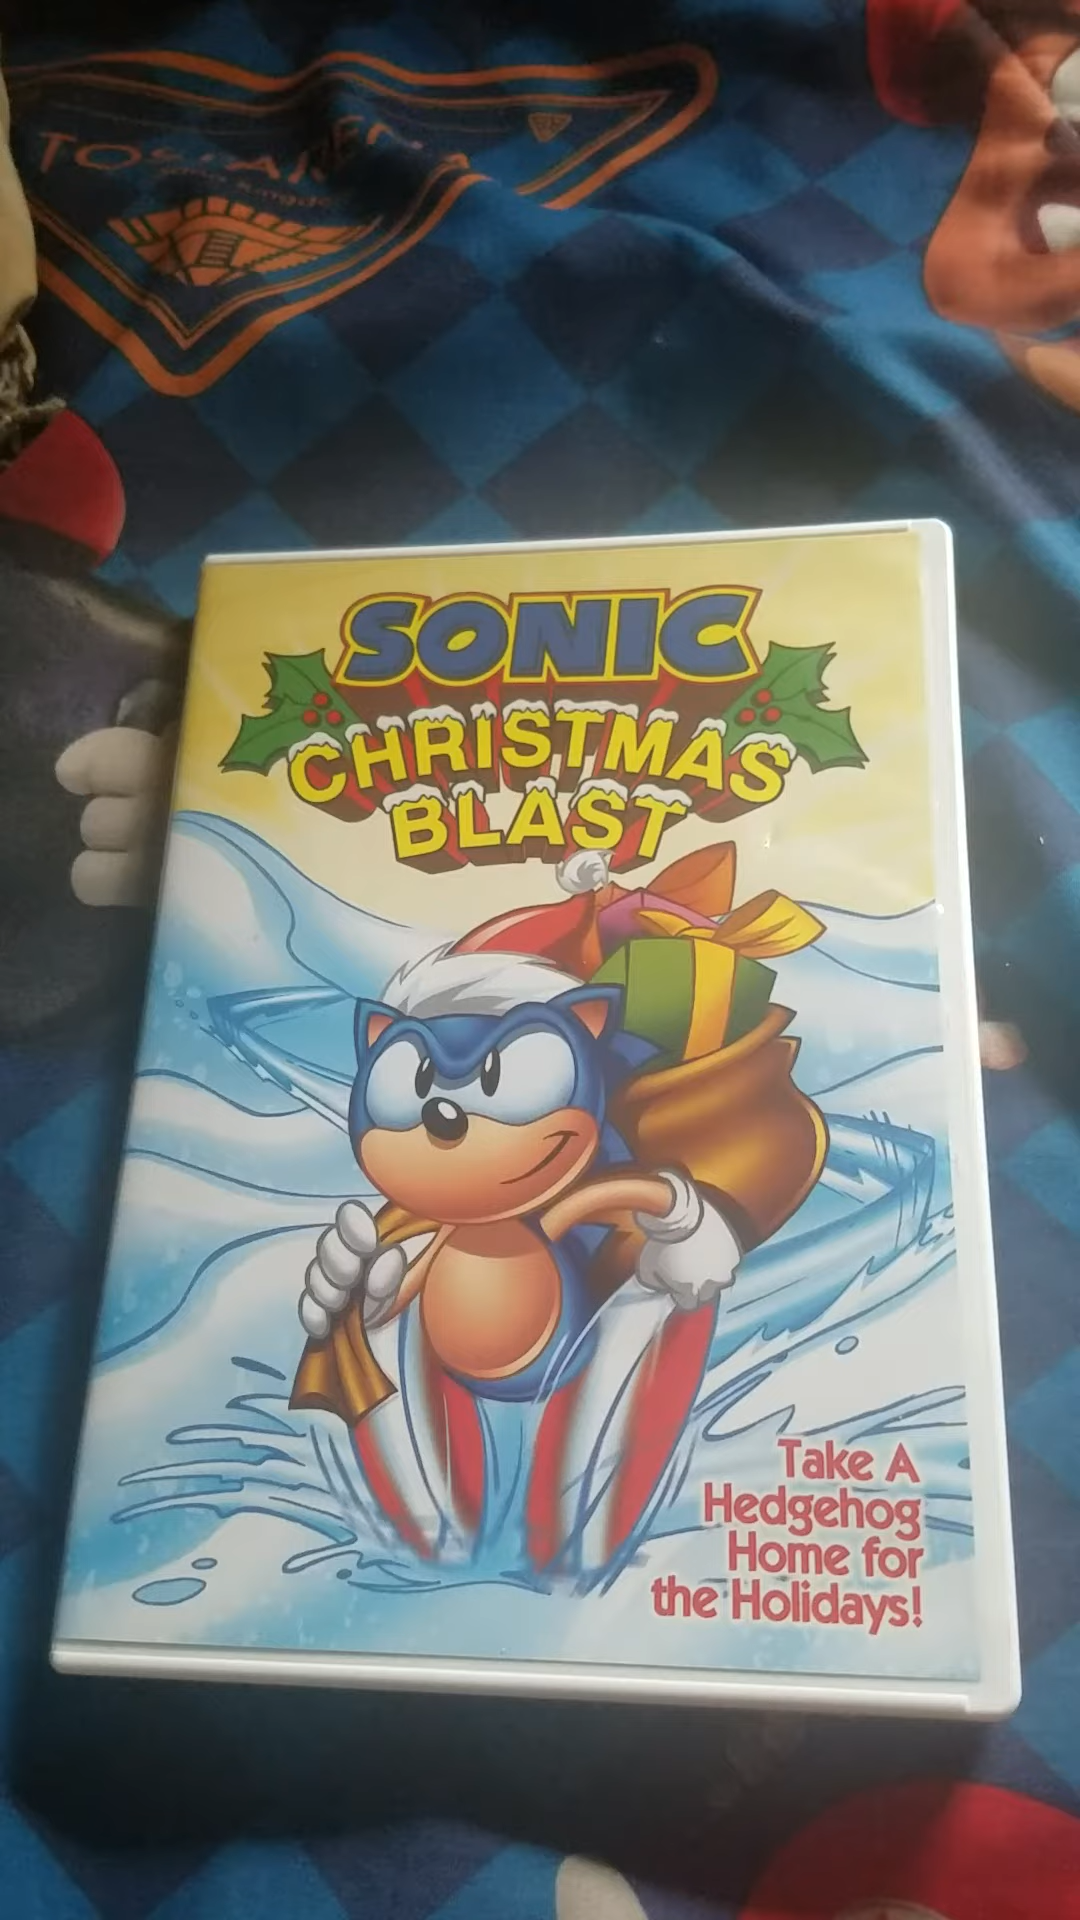 SONIC
CHRISTMAS
BLAST
Take A
Hedgehog
Home for
the Holidays!